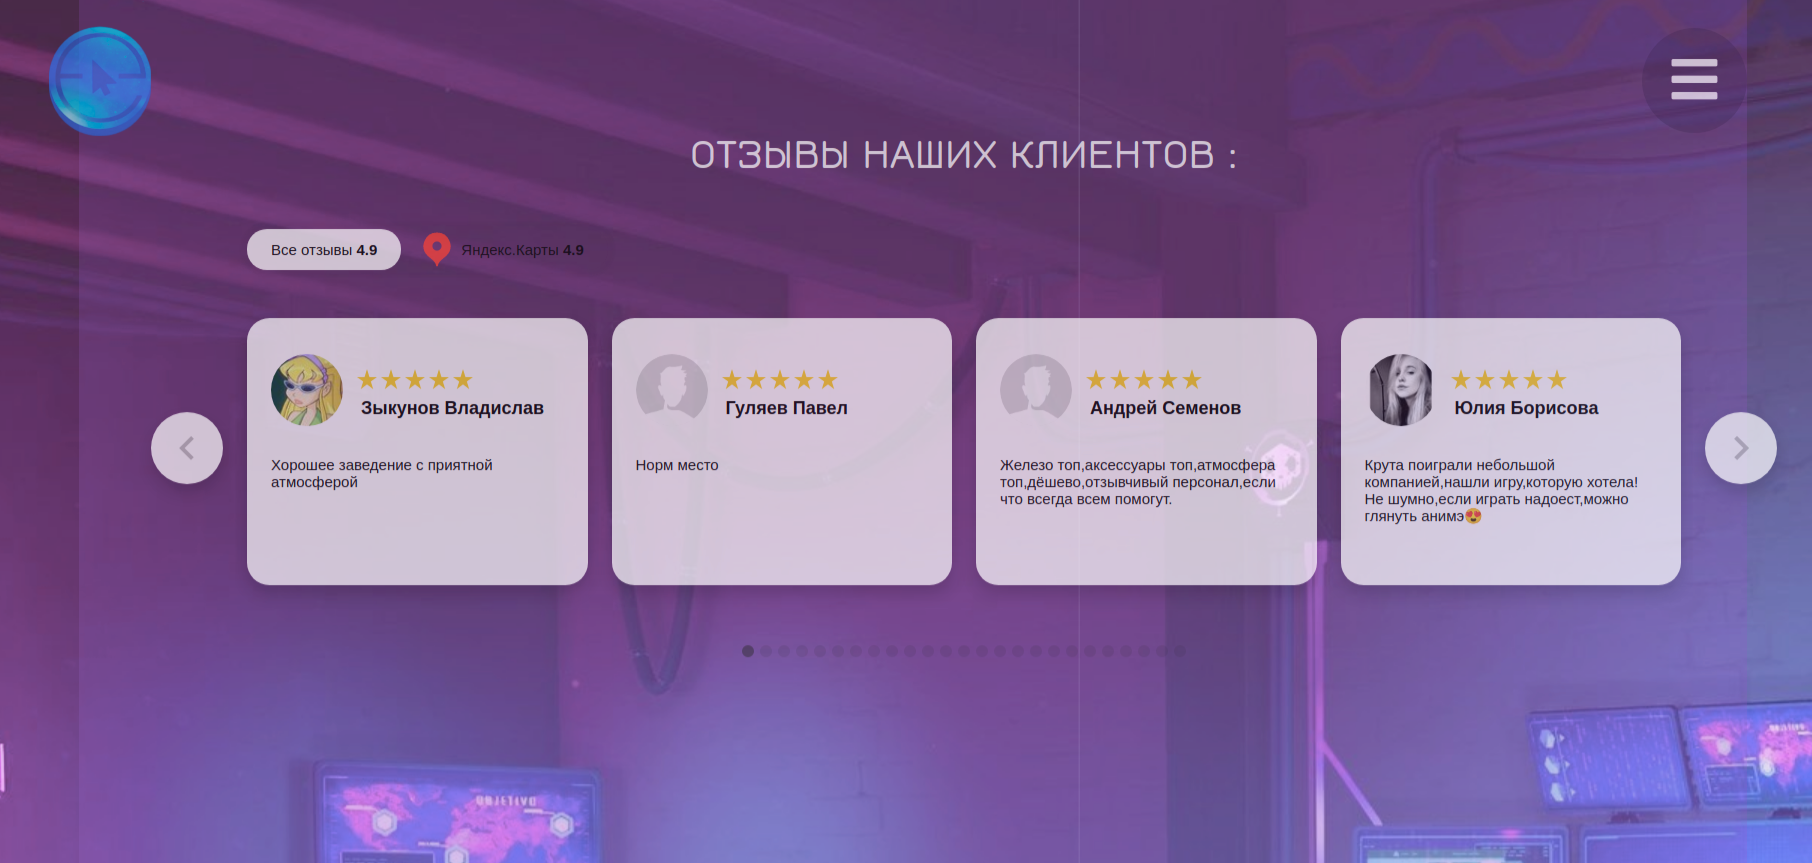 ОТЗЫВЫ НАШИХ КЛИЕНТОВ :
Все отзывы 4.9
Яндекс.Карты 4.9
Зыкунов Владислав
Хорошее заведение с приятной
атмосферой
Гуляев Павел
Норм место
Андрей Семенов
Железо топ,аксессуары топ,атмосфера
топ,дёшево,отзывчивый персонал,если
что всегда всем помогут.
Юлия Борисова
Крута поиграли небольшой
компанией,нашли игру,которую хотела!
Не шумно,если играть надоест,можно
глянуть анимэ😍
OBJETIVO